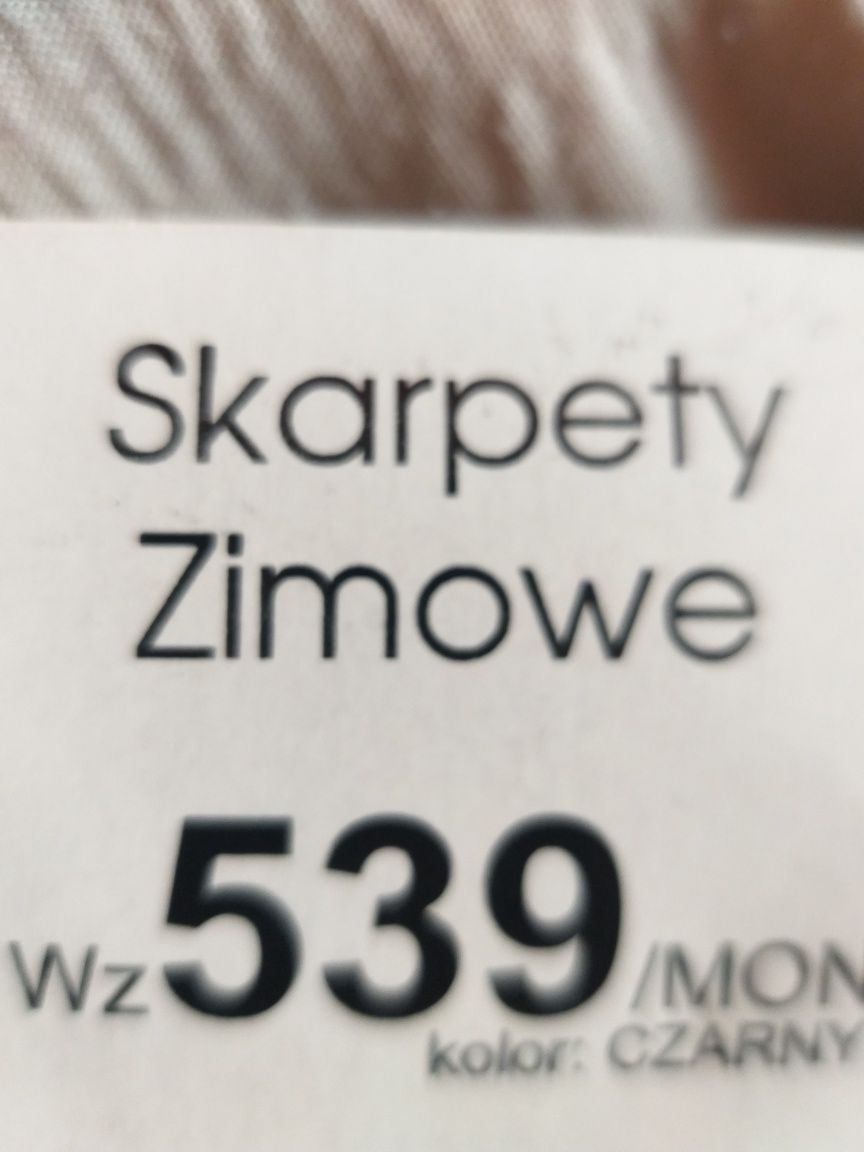 Skarpety
Zimowe
Wz 539/MON
kolor: CZARNY